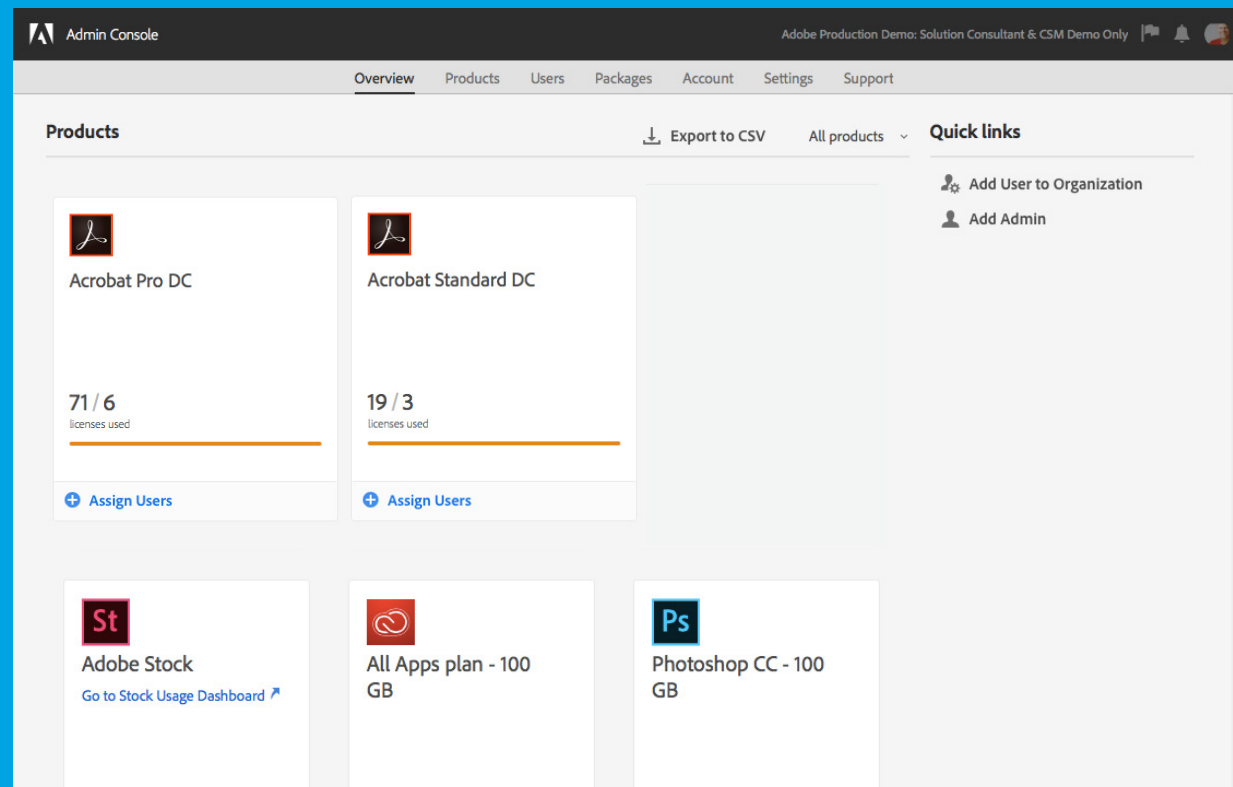 Admin Console
Adobe Production Demo: Solution Consultant & CSM Demo Only
Overview Products Users Packages Account Settings Support
Products
Export to CSV
All products
Quick links
Add User to Organization
Add Admin
Acrobat Pro DC
71 / 6
licenses used
Assign Users
Acrobat Standard DC
19 / 3
licenses used
Assign Users
St
Adobe Stock
Go to Stock Usage Dashboard
All Apps plan - 100
GB
Ps
Photoshop CC - 100
GB